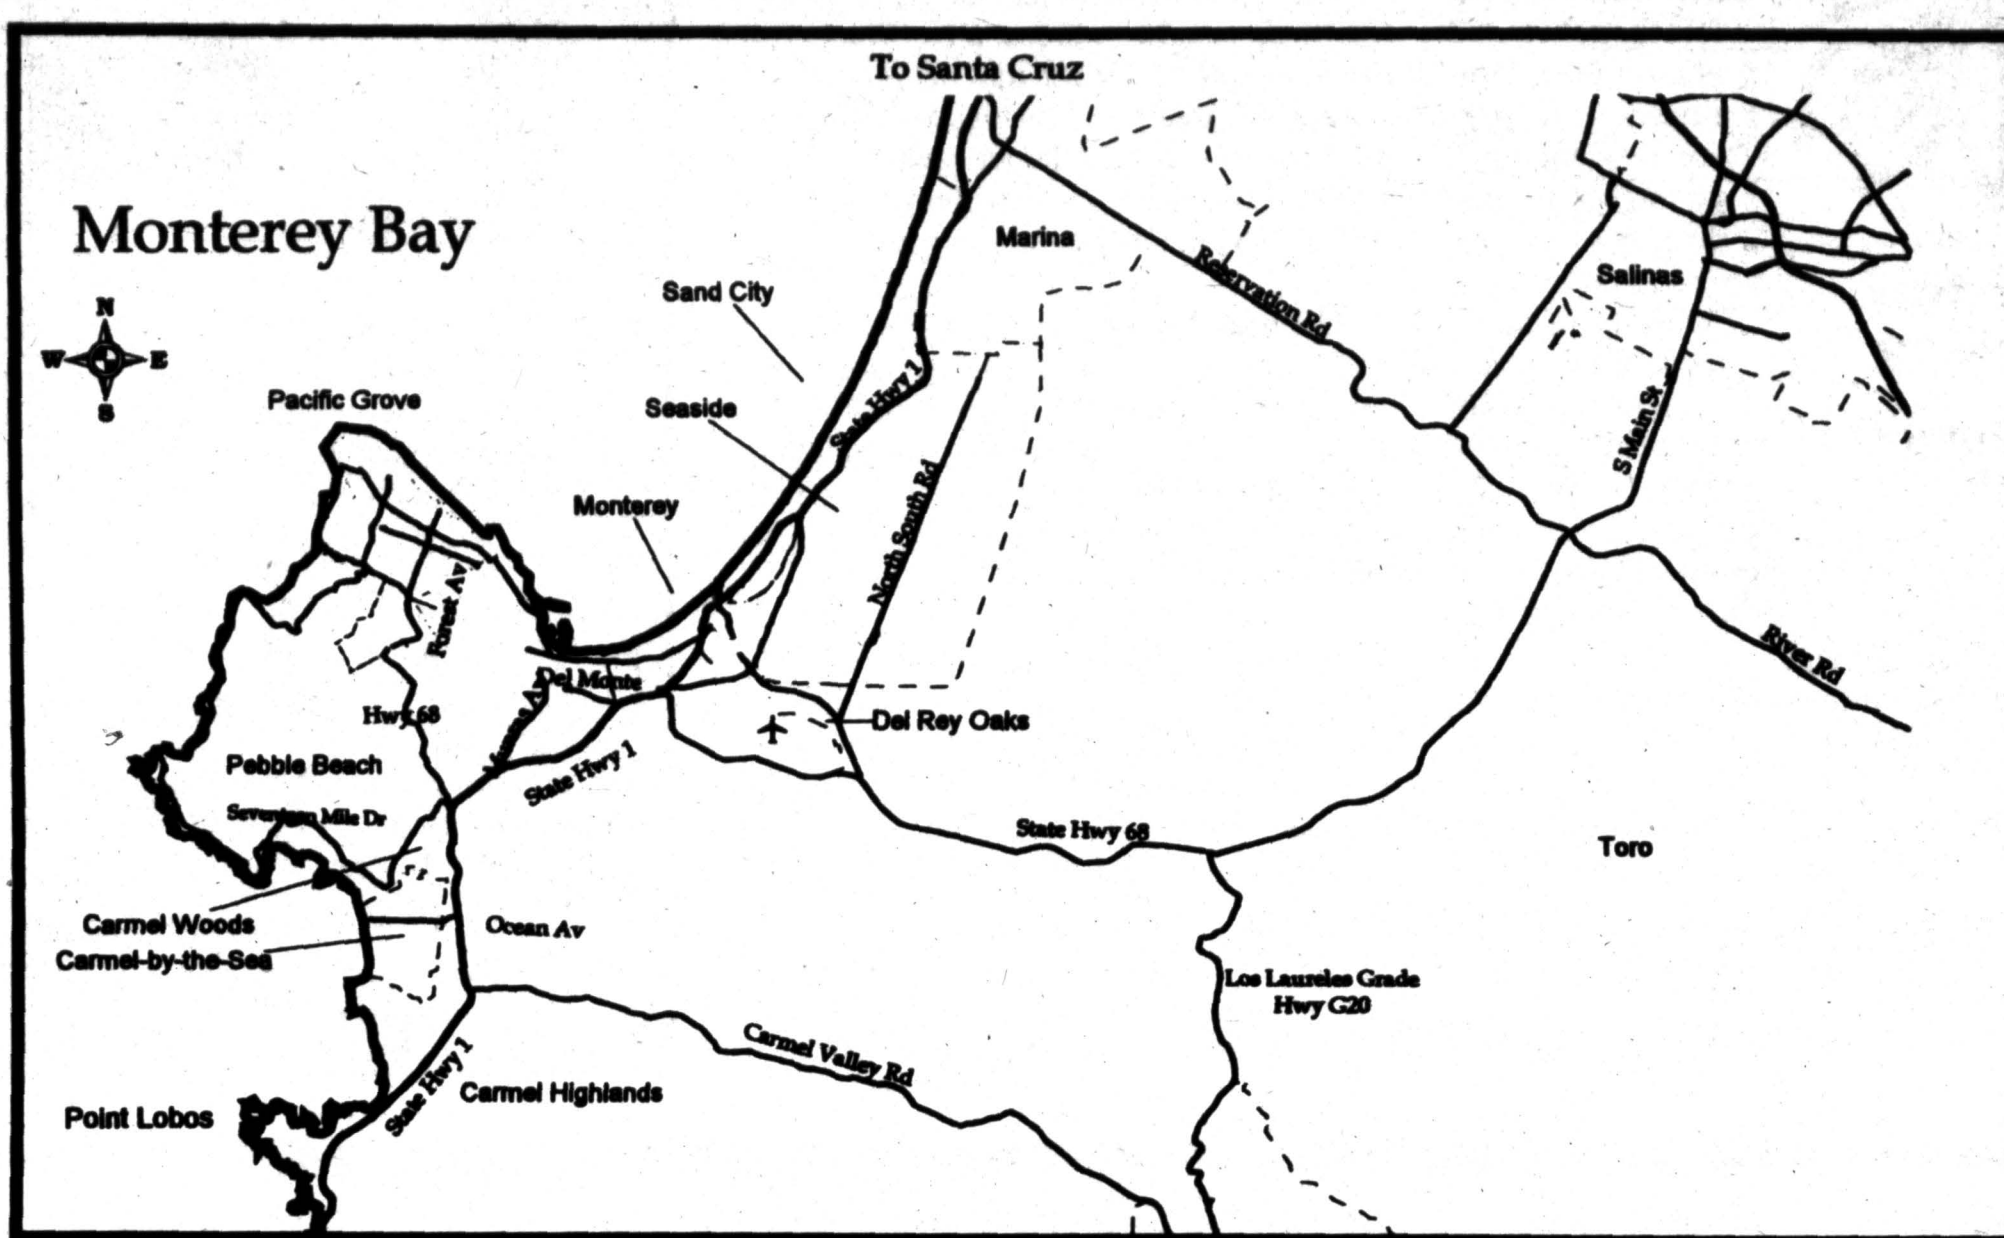 To Santa Cruz
Monterey Bay
Marina
Reservation Rd
Salinas
Sand City
N
W E
S
State Hwy 1
Pacific Grove
Seaside
S Main St
North South Rd
Monterey
Forest Av
River Rd
Del Monte
Hwy 68
Del Rey Oaks
Pebble Beach
State Hwy 1
Seventeen Mile Dr
State Hwy 68
Toro
Carmel Woods
Ocean Av
Carmel-by-the-Sea
Los Laureles Grade
Hwy G20
Carmel Valley Rd
State Hwy 1
Carmel Highlands
Point Lobos